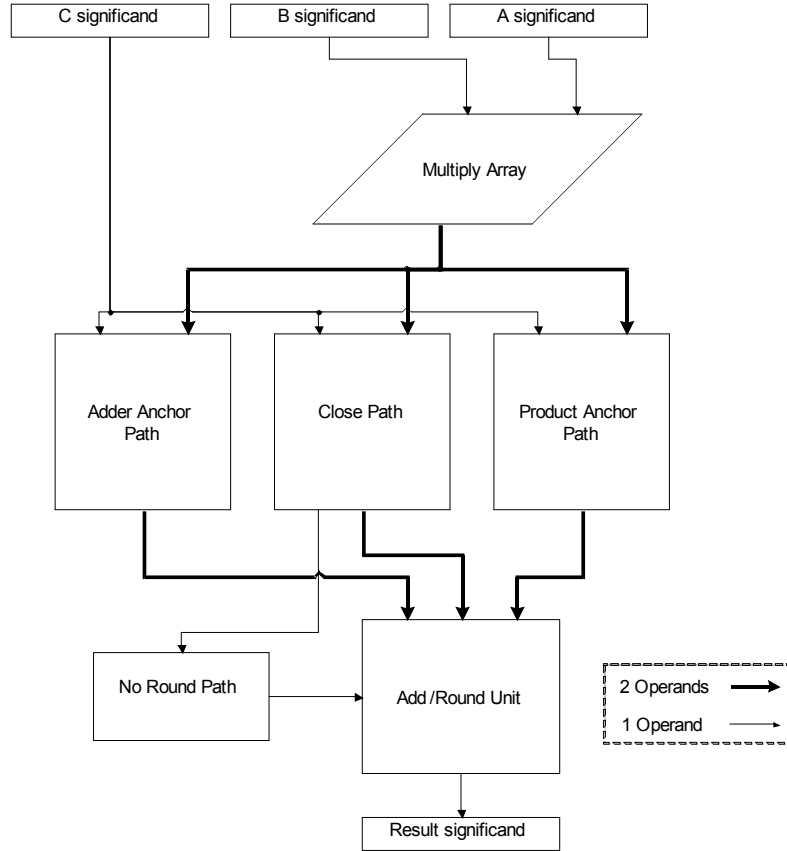 C significand
B significand
A significand
Multiply Array
Adder Anchor
Path
Close Path
Product Anchor
Path
No Round Path
Add /Round Unit
2 Operands
1 Operand
Result significand